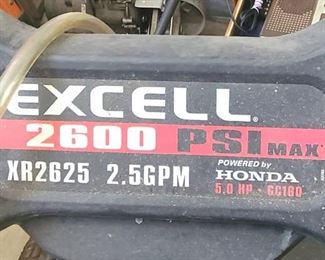 EXCELL
2600 PSI MAX
XR2625 2.5GPM
POWERED by
HONDA
5.0 HP - GC160